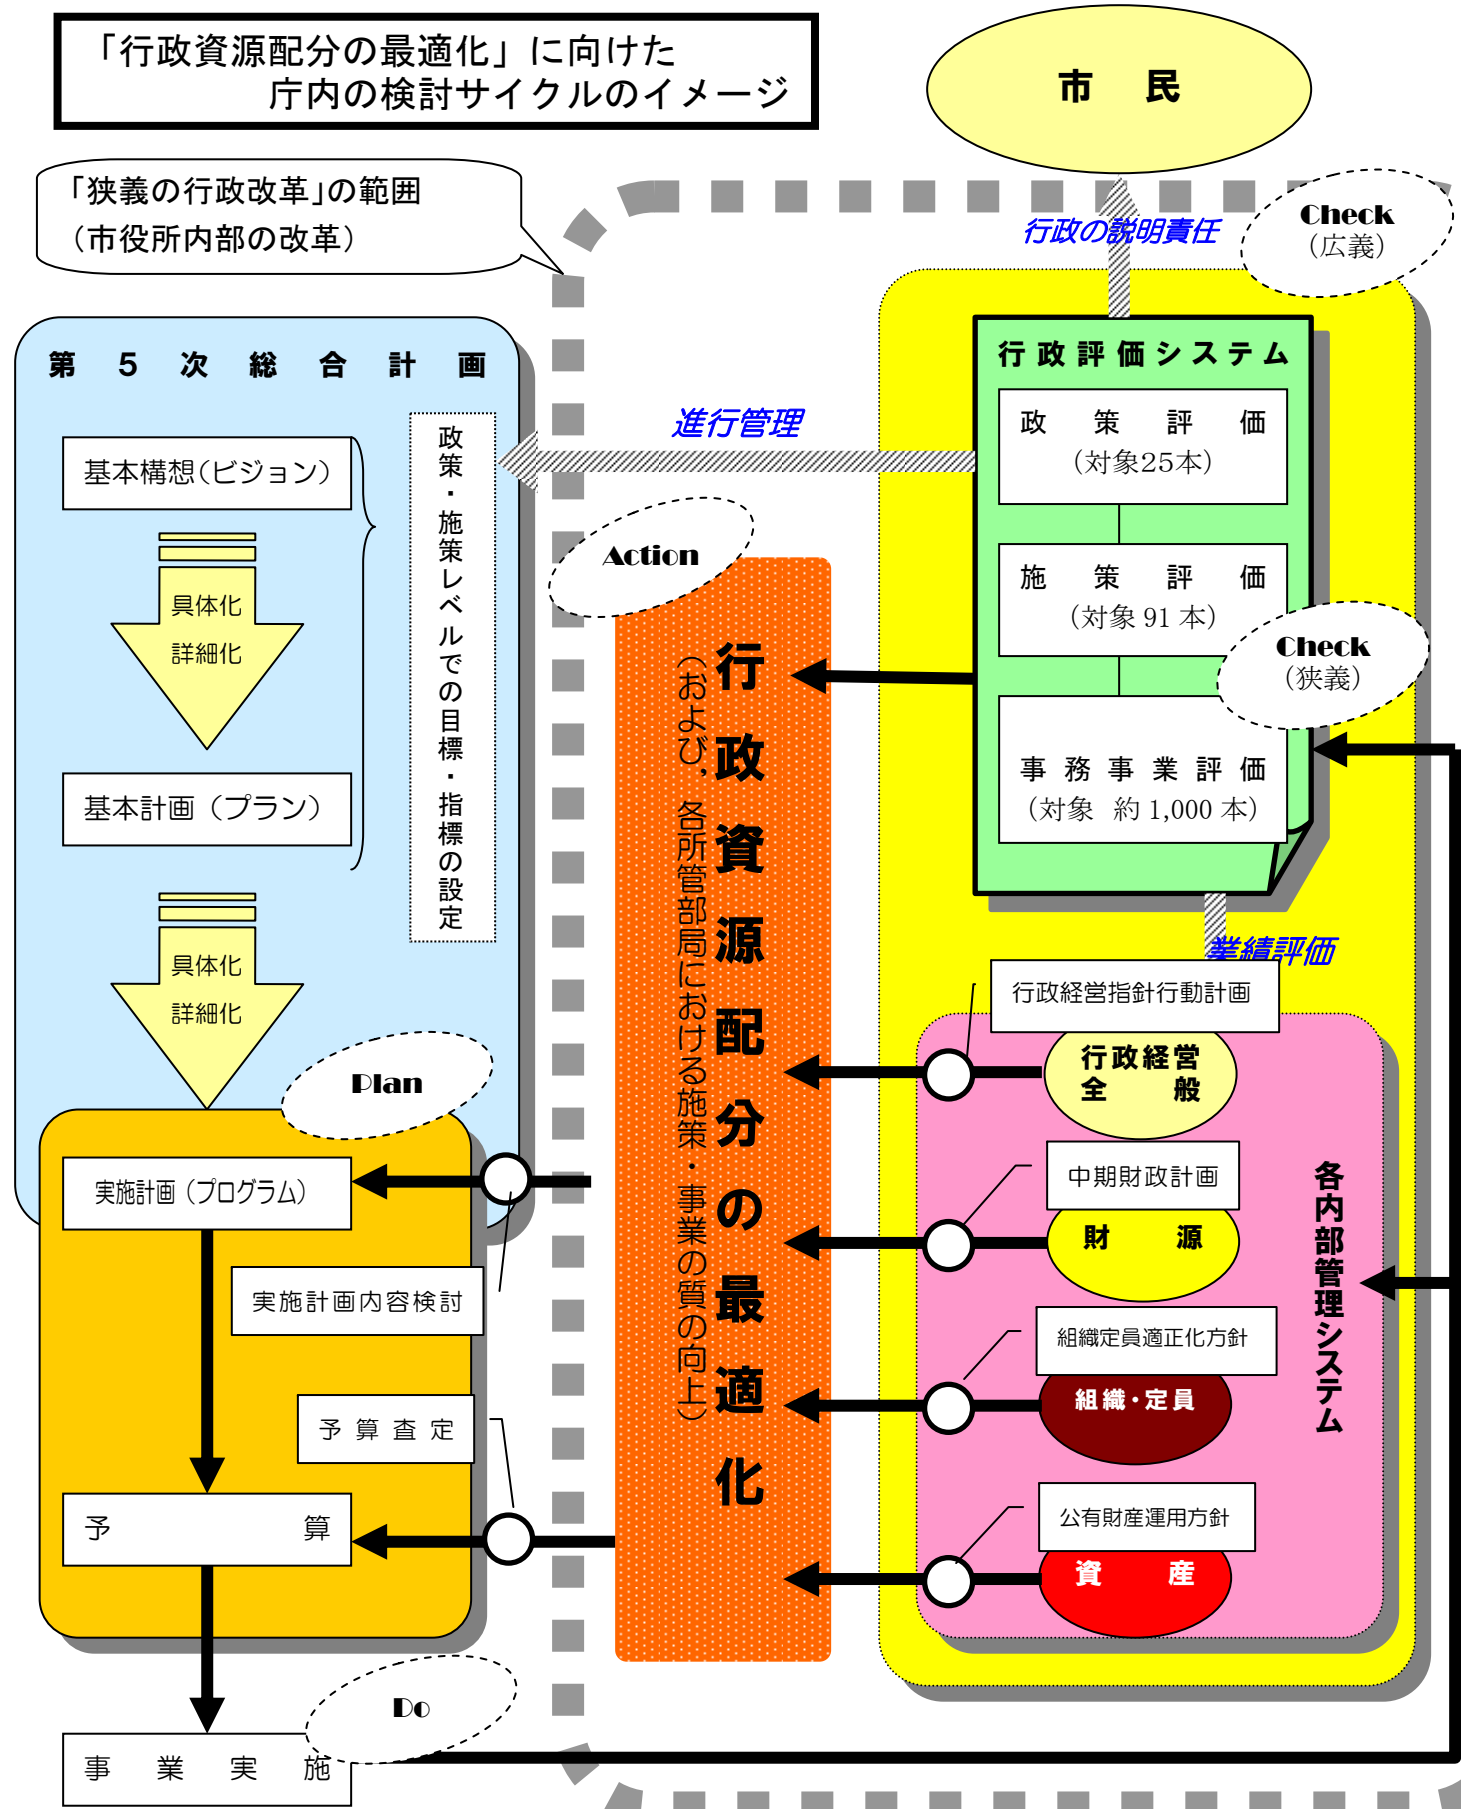 「行政資源配分の最適化」に向けた
庁内の検討サイクルのイメージ
市民
「狭義の行政改革」の範囲
（市役所内部の改革）
行政の説明責任
Check
（広義）
第５次総合計画
基本構想（ビジョン）
具体化
詳細化
基本計画（プラン）
具体化
詳細化
政策・施策レベルでの目標・指標の設定
進行管理
行政評価システム
政策評価
（対象25本）
施策評価
（対象 91 本）
Check
（狭義）
事務事業評価
（対象 約 1,000 本）
業績評価
Action
行政資源配分の最適化
（および，各所管部局における施策・事業の質の向上）
行政経営指針行動計画
行政経営
全般
中期財政計画
財源
組織定員適正化方針
組織・定員
公有財産運用方針
資産
各内部管理システム
Plan
実施計画（プログラム）
実施計画内容検討
予算査定
予算
Do
事業実施